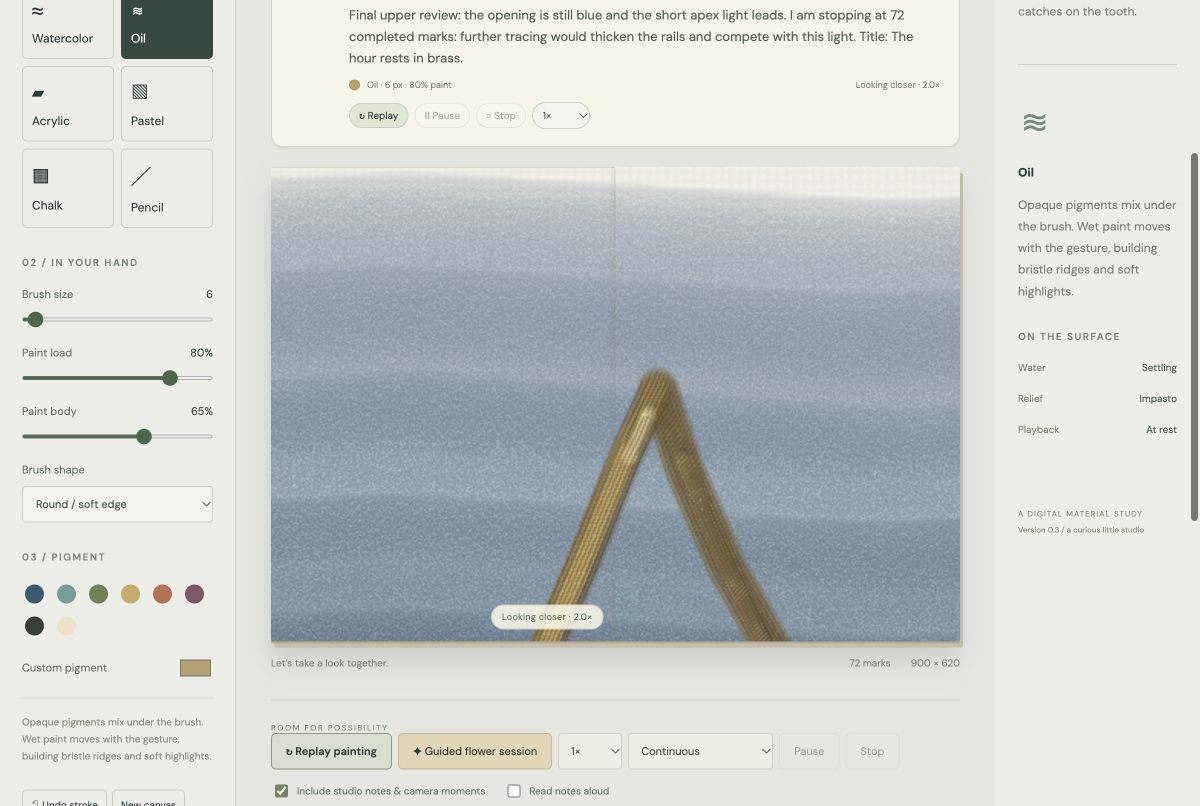 Watercolor
Oil
Acrylic
Pastel
Chalk
Pencil
02 / IN YOUR HAND
Brush size 6
Paint load 80%
Paint body 65%
Brush shape
Round / soft edge
03 / PIGMENT
Custom pigment
Opaque pigments mix under the brush.
Wet paint moves with the gesture,
building bristle ridges and soft highlights.
Undo stroke New canvas
Final upper review: the opening is still blue and the short apex light leads. I am stopping at 72
completed marks: further tracing would thicken the rails and compete with this light. Title: The
hour rests in brass.
Oil · 6 px · 80% paint Looking closer · 2.0×
↻ Replay II Pause Stop 1×
Looking closer · 2.0×
Let's take a look together. 72 marks 900 × 620
ROOM FOR POSSIBILITY
↻ Replay painting ✦ Guided flower session 1× Continuous Pause Stop
Include studio notes & camera moments Read notes aloud
catches on the tooth.
Oil
Opaque pigments mix under
the brush. Wet paint moves
with the gesture, building
bristle ridges and soft
highlights.
ON THE SURFACE
Water Settling
Relief Impasto
Playback At rest
A DIGITAL MATERIAL STUDY
Version 0.3 / a curious little studio